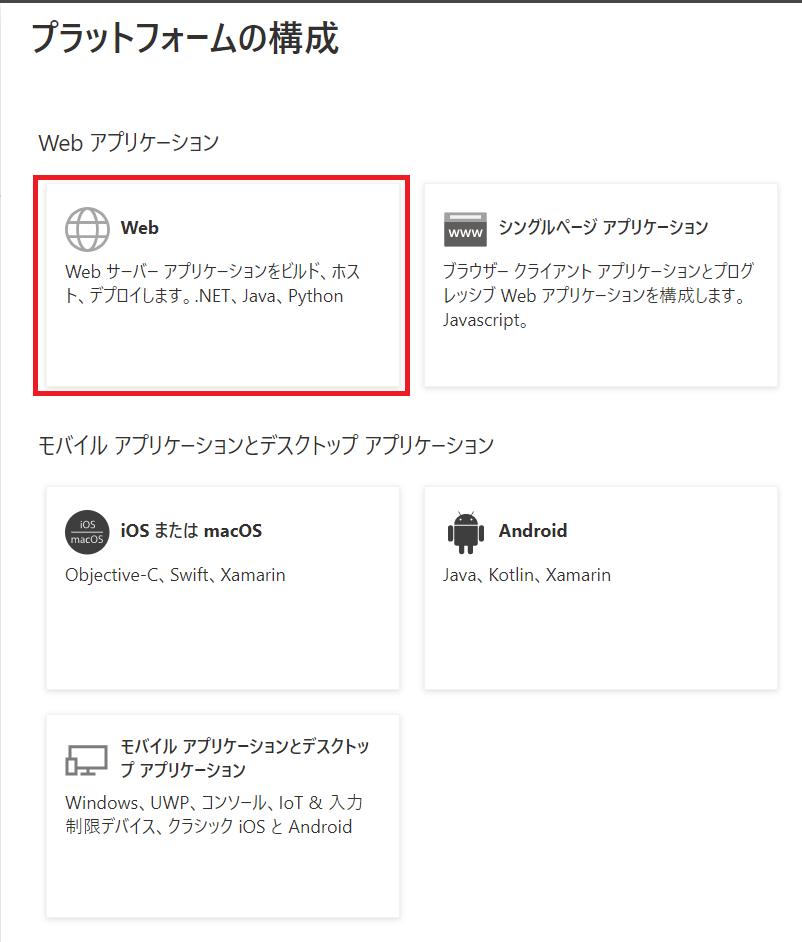 プラットフォームの構成
Web アプリケーション
Web
Web サーバー アプリケーションをビルド、ホス
ト、デプロイします。.NET、Java、Python
www
シングルページ アプリケーション
ブラウザー クライアント アプリケーションとプログ
レッシブ Web アプリケーションを構成します。
Javascript。
モバイル アプリケーションとデスクトップ アプリケーション
iOS
macOS
iOS または macOS
Objective-C、Swift、Xamarin
Android
Java、Kotlin、Xamarin
モバイル アプリケーションとデスクトッ
プ アプリケーション
Windows、UWP、コンソール、IoT & 入力
制限デバイス、クラシック iOS と Android